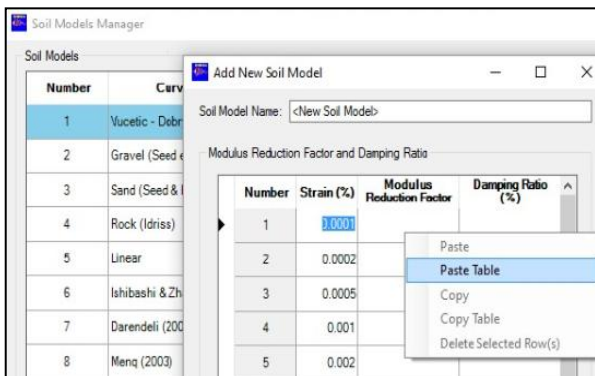 Soil Models Manager
Soil Models
Number
1
2 Gravel (Seed
3 Sand (Seed &
4 Rock (Idriss)
5 Linear
6 Ishibashi & Zh
7 Darendeli (200
8 Menq (2003)
Vucetic - Dobr
Add New Soil Model
Soil Model Name: <New Soil Model>
Modulus Reduction Factor and Damping Ratio
Number Strain (%) Modulus Reduction Factor Damping Ratio (%)
1 0.0001
2 0.0002
3 0.0005
4 0.001
5 0.002
Paste
Paste Table
Copy
Copy Table
Delete Selected Row(s)